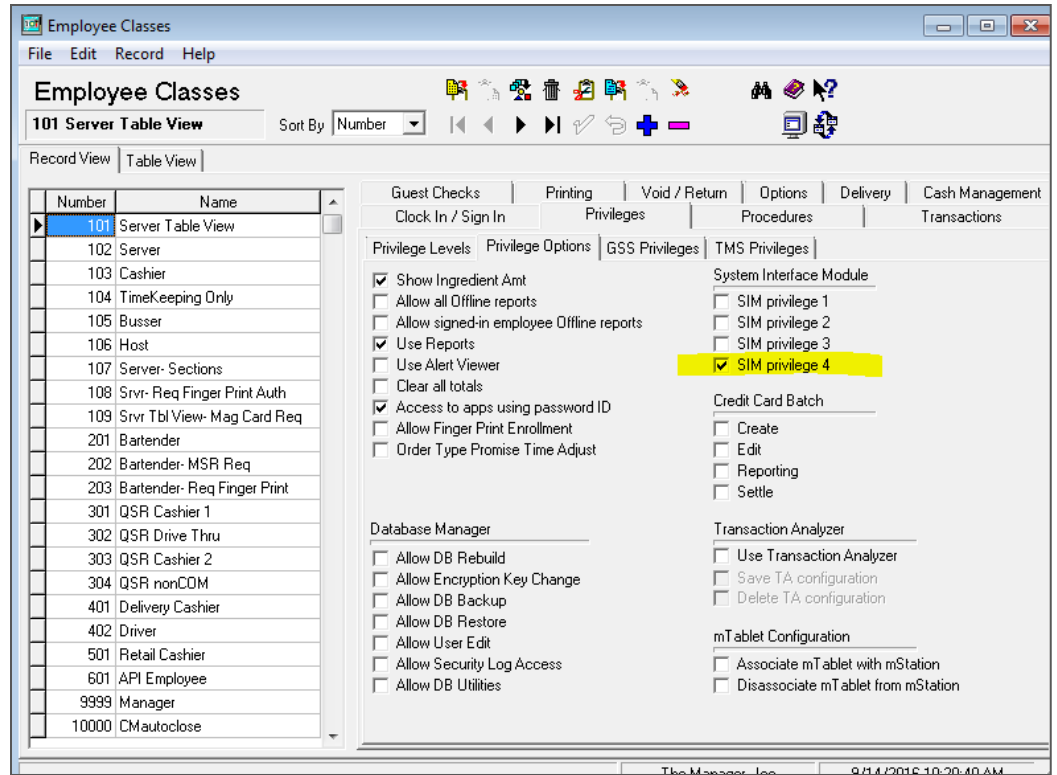 Employee Classes
File Edit Record Help
Employee Classes
101 Server Table View
Sort By Number
Record View Table View
Number Name
101 Server Table View
102 Server
103 Cashier
104 TimeKeeping Only
105 Busser
106 Host
107 Server- Sections
108 Srvr- Req Finger Print Auth
109 Srvr Tbl View- Mag Card Req
201 Bartender
202 Bartender- MSR Req
203 Bartender- Req Finger Print
301 QSR Cashier 1
302 QSR Drive Thru
303 QSR Cashier 2
304 QSR nonCOM
401 Delivery Cashier
402 Driver
501 Retail Cashier
601 API Employee
9999 Manager
10000 CMautoclose
Guest Checks Printing Void / Return Options Delivery Cash Management
Clock In / Sign In Privileges Procedures Transactions
Privilege Levels Privilege Options GSS Privileges TMS Privileges
Show Ingredient Amt
Allow all Offline reports
Allow signed-in employee Offline reports
Use Reports
Use Alert Viewer
Clear all totals
Access to apps using password ID
Allow Finger Print Enrollment
Order Type Promise Time Adjust
System Interface Module
SIM privilege 1
SIM privilege 2
SIM privilege 3
SIM privilege 4
Credit Card Batch
Create
Edit
Reporting
Settle
Database Manager
Allow DB Rebuild
Allow Encryption Key Change
Allow DB Backup
Allow DB Restore
Allow User Edit
Allow Security Log Access
Allow DB Utilities
Transaction Analyzer
Use Transaction Analyzer
Save TA configuration
Delete TA configuration
mTablet Configuration
Associate mTablet with mStation
Disassociate mTablet from mStation
The Manager, Joe 9/14/2016 10:20:40 AM